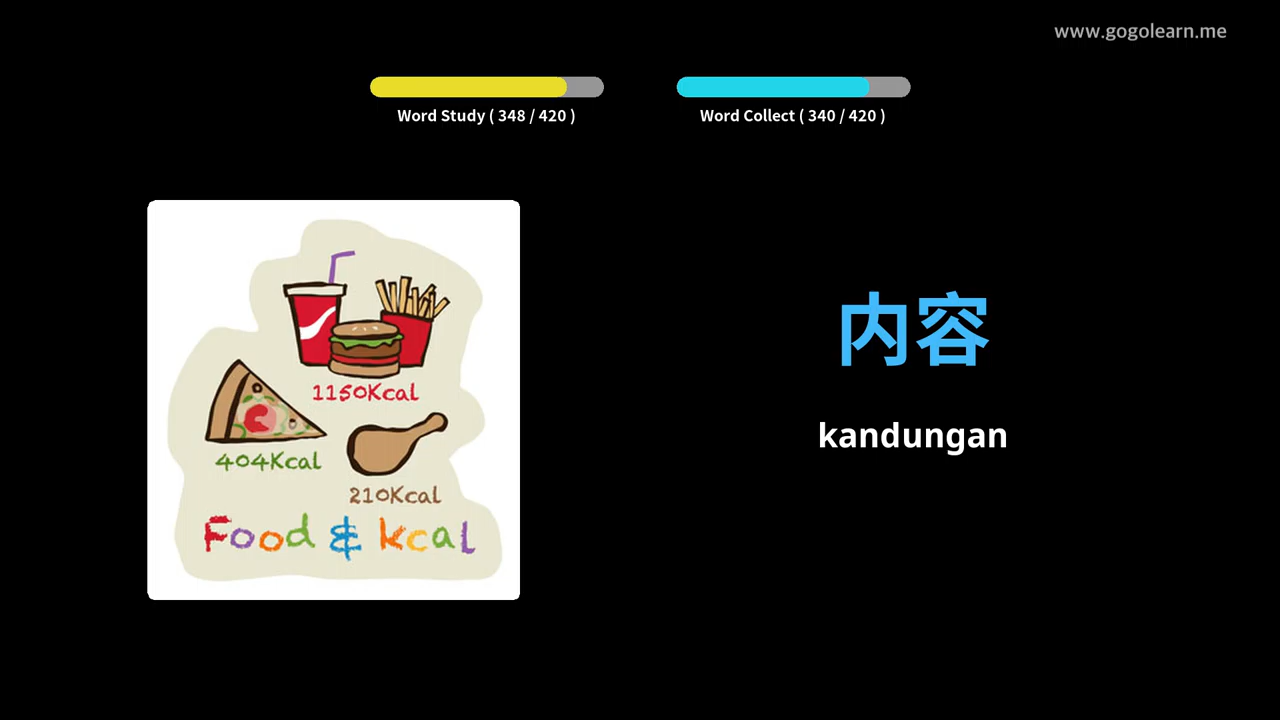 www.gogolearn.me
Word Study ( 348 / 420 )
Word Collect ( 340 / 420 )
1150Kcal
404Kcal
210Kcal
Food & kcal
内容
kandungan